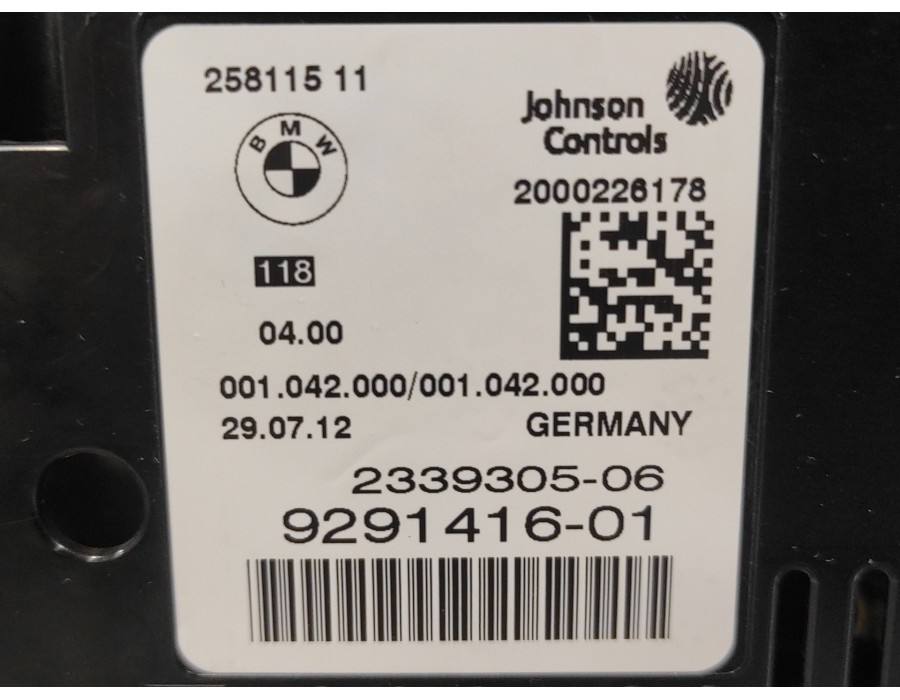 258115 11
BMW
Johnson
Controls
2000226178
118
04.00
001.042.000/001.042.000
29.07.12
GERMANY
2339305-06
9291416-01